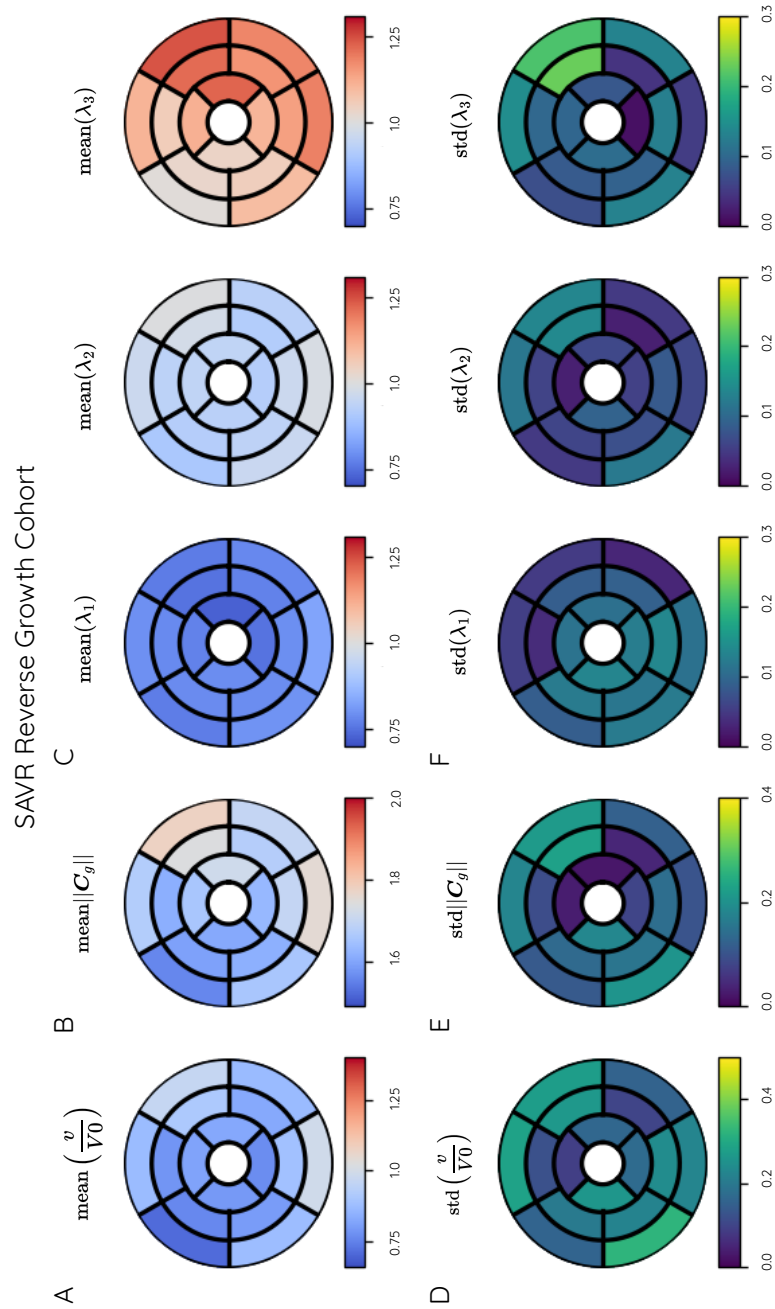 SAVR Reverse Growth Cohort
A
mean(v/V0)
0.75 1.0 1.25
B
mean||C_g||
1.6 1.8 2.0
C
mean(λ₁)
0.75 1.0 1.25
mean(λ₂)
0.75 1.0 1.25
mean(λ₃)
0.75 1.0 1.25
D
std(v/V0)
0.0 0.2 0.4
E
std||C_g||
0.0 0.2 0.4
F
std(λ₁)
0.0 0.1 0.2 0.3
std(λ₂)
0.0 0.1 0.2 0.3
std(λ₃)
0.0 0.1 0.2 0.3